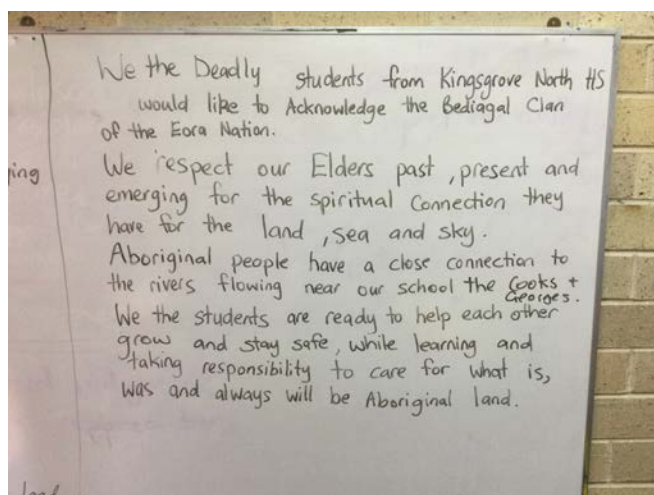 We the Deadly students from Kingsgrove North HS
would like to Acknowledge the Bediagal Clan
of the Eora Nation.
We respect our Elders past, present and
emerging for the spiritual connection they
have for the land, sea and sky.
Aboriginal people have a close connection to
the rivers flowing near our school the Cooks +
Georges.
We the students are ready to help each other
grow and stay safe, while learning and
taking responsibility to care for what is,
was and always will be Aboriginal land.
ing